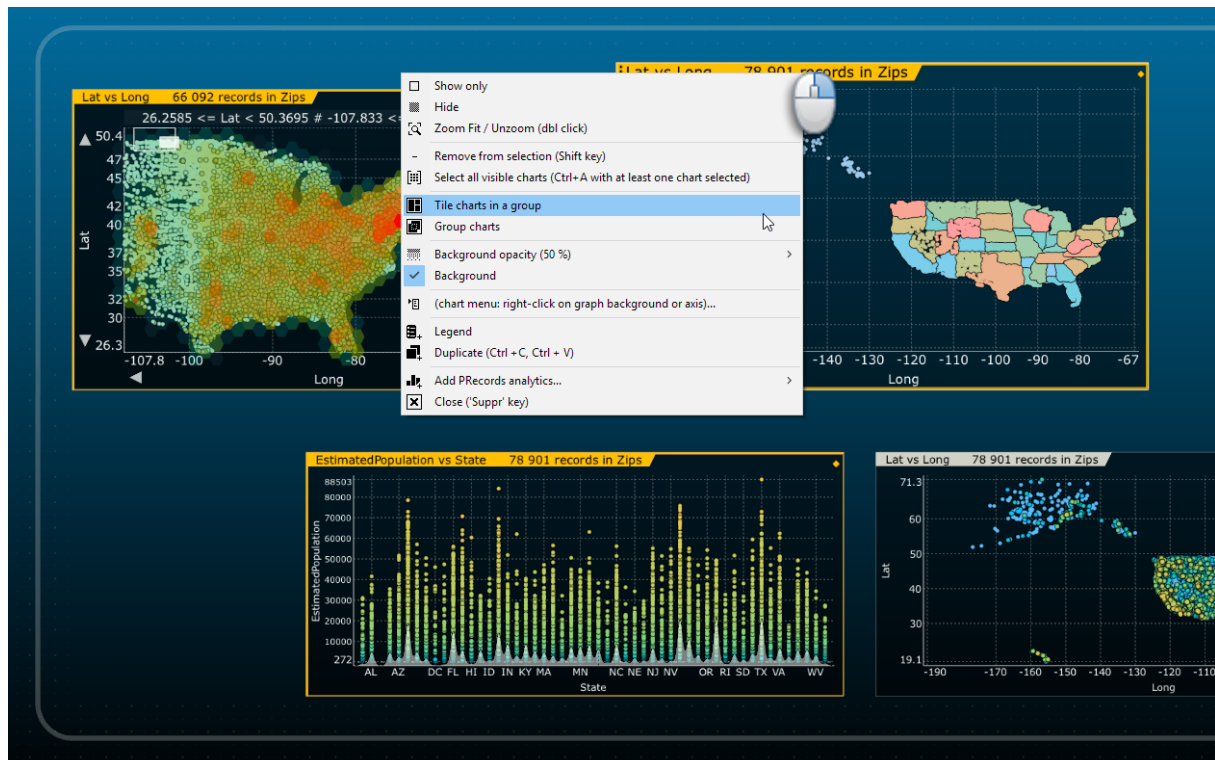 Lat vs Long 78 901 records in Zips
Lat vs Long 66 092 records in Zips
26.2585 <= Lat < 50.3695 # -107.833 <=
50.4
47
45
42
40
37
35
32
30
26.3
Lat
-107.8 -100 -90 -80
Long
Show only
Hide
Zoom Fit / Unzoom (dbl click)
Remove from selection (Shift key)
Select all visible charts (Ctrl+A with at least one chart selected)
Tile charts in a group
Group charts
Background opacity (50 %)
Background
(chart menu: right-click on graph background or axis)...
Legend
Duplicate (Ctrl +C, Ctrl + V)
Add PRecords analytics...
Close ('Suppr' key)
-140 -130 -120 -110 -100 -90 -80 -67
Long
EstimatedPopulation vs State 78 901 records in Zips
88503
80000
70000
60000
50000
40000
30000
20000
10000
272
EstimatedPopulation
AL AZ DC FL HI ID IN KY MA MN NC NE NJ NV OR RI SD TX VA WV
State
Lat vs Long 78 901 records in Zips
71.3
60
50
40
30
19.1
Lat
-190 -170 -160 -150 -140 -130 -120 -110
Long